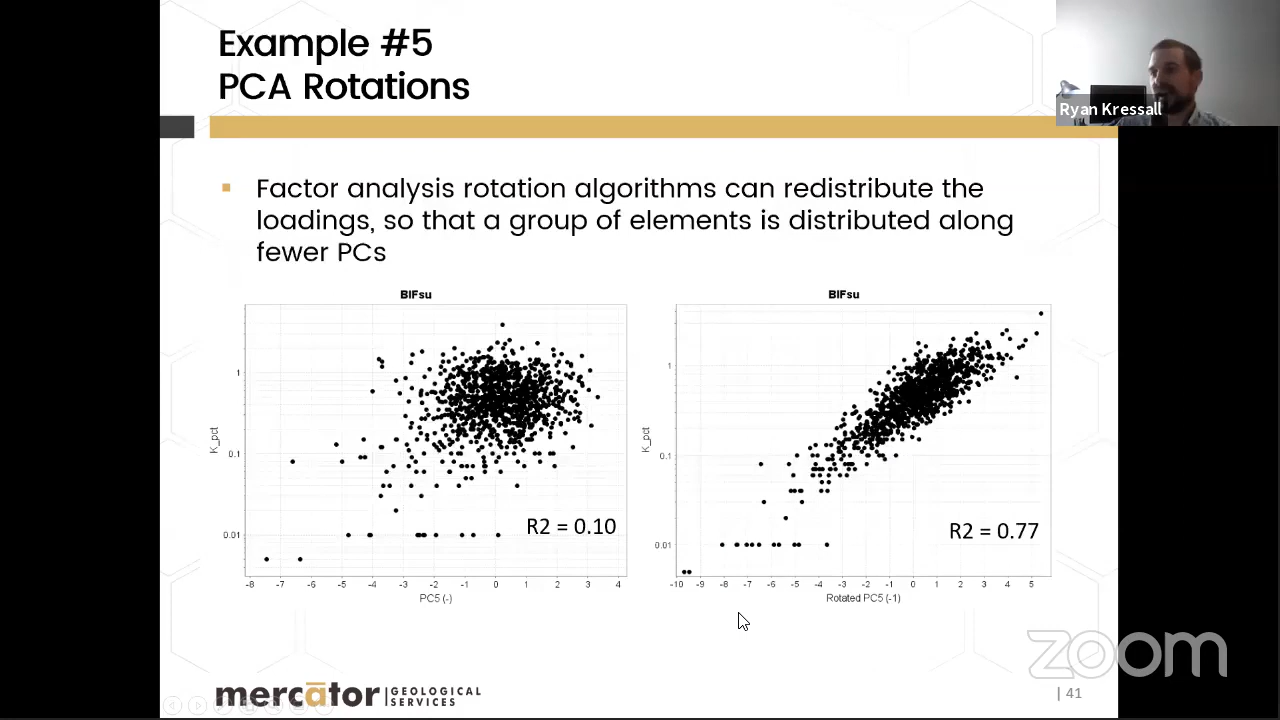 Example #5
PCA Rotations
Ryan Kressall
Factor analysis rotation algorithms can redistribute the
loadings, so that a group of elements is distributed along
fewer PCs
BIFsu
K_pct
1
0.1
0.01
R2 = 0.10
-8 -7 -6 -5 -4 -3 -2 -1 0 1 2 3 4
PC5 (-)
BIFsu
K_pct
1
0.1
0.01
R2 = 0.77
-10 -9 -8 -7 -6 -5 -4 -3 -2 -1 0 1 2 3 4 5
Rotated PC5 (-1)
zoom
mercātor GEOLOGICAL
SERVICES
| 41